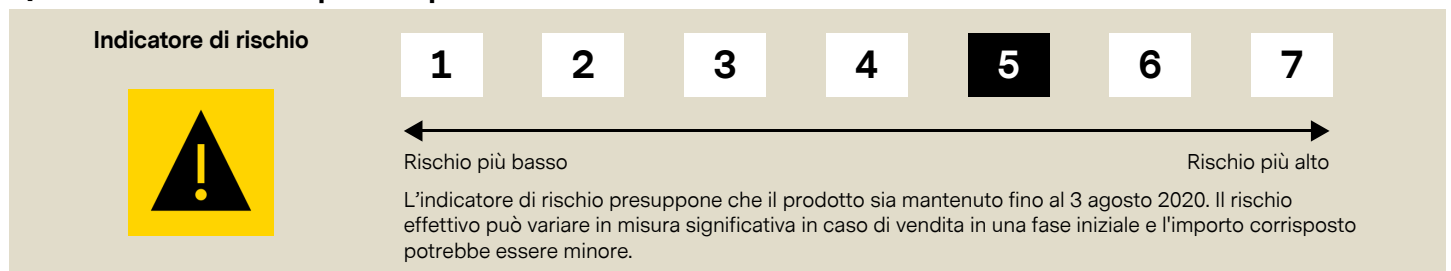 Indicatore di rischio
1 2 3 4 5 6 7
Rischio più basso Rischio più alto
L'indicatore di rischio presuppone che il prodotto sia mantenuto fino al 3 agosto 2020. Il rischio
effettivo può variare in misura significativa in caso di vendita in una fase iniziale e l'importo corrisposto
potrebbe essere minore.